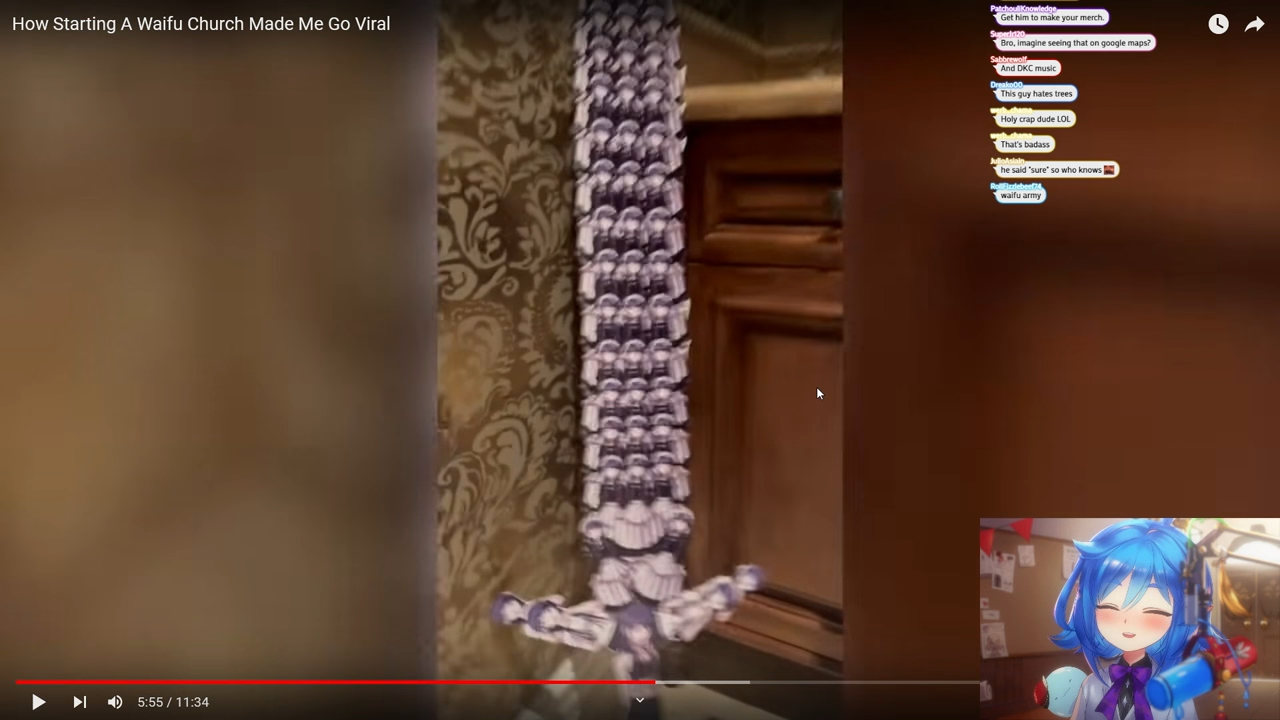 How Starting A Waifu Church Made Me Go Viral
PatchouliKnowledge
Get him to make your merch.
Bro, imagine seeing that on google maps?
Sabbrewolf
And DKC music
This guy hates trees
Holy crap dude LOL
That's badass
he said "sure" so who knows
waifu army
5:55 / 11:34